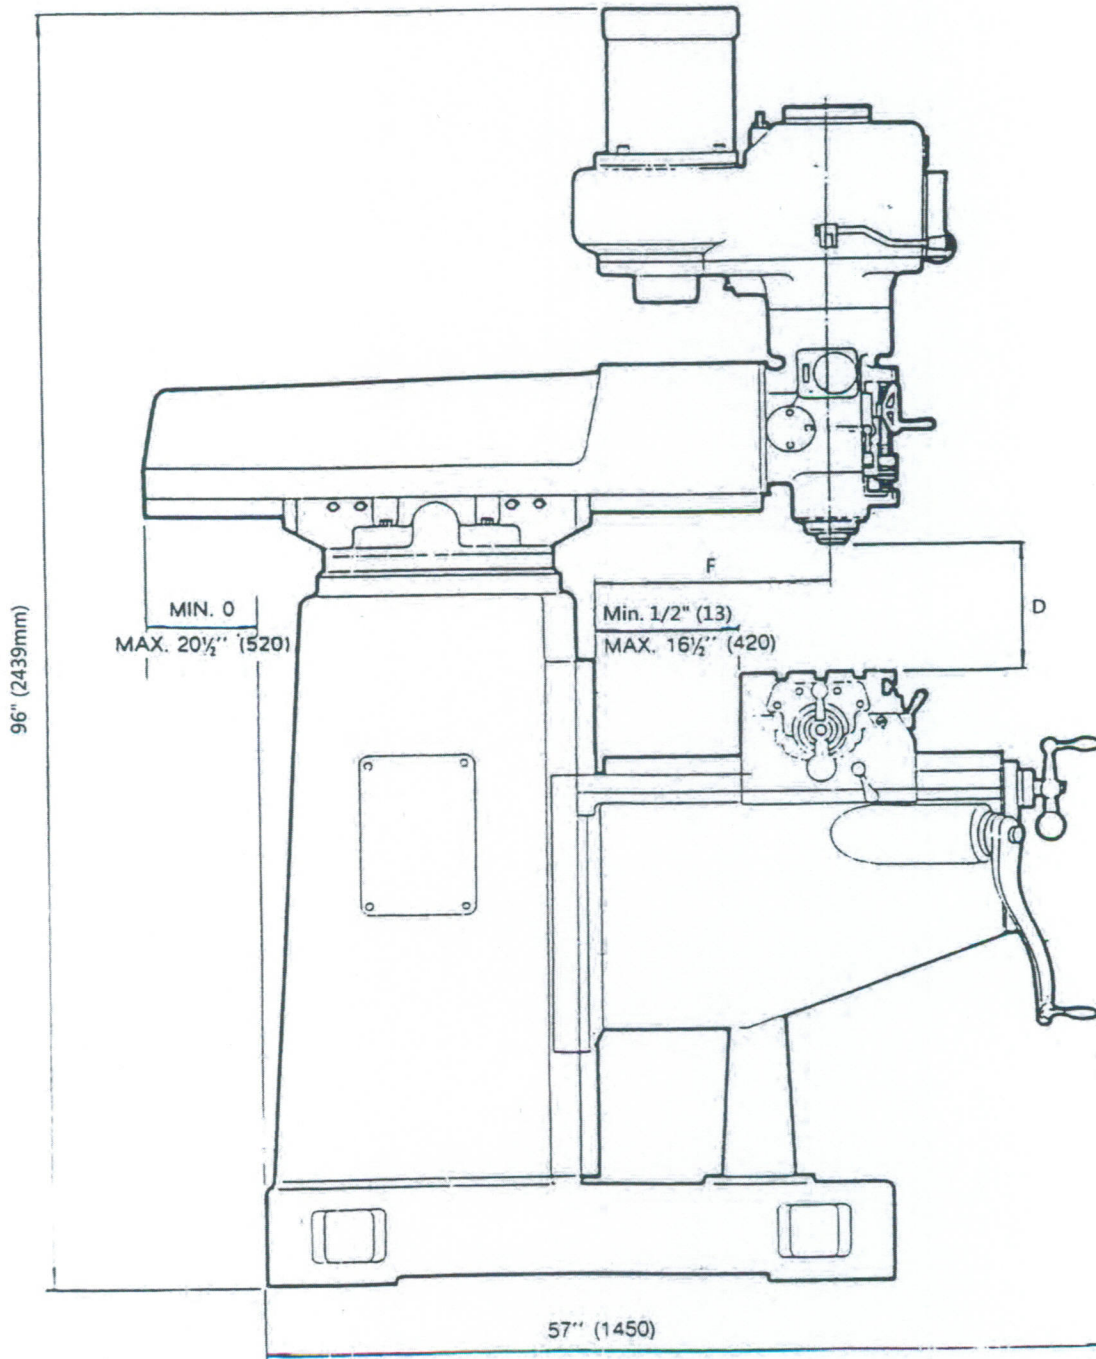 F
MIN. 0
MAX. 20½'' (520)
Min. 1/2" (13)
MAX. 16½'' (420)
D
96" (2439mm)
57'' (1450)